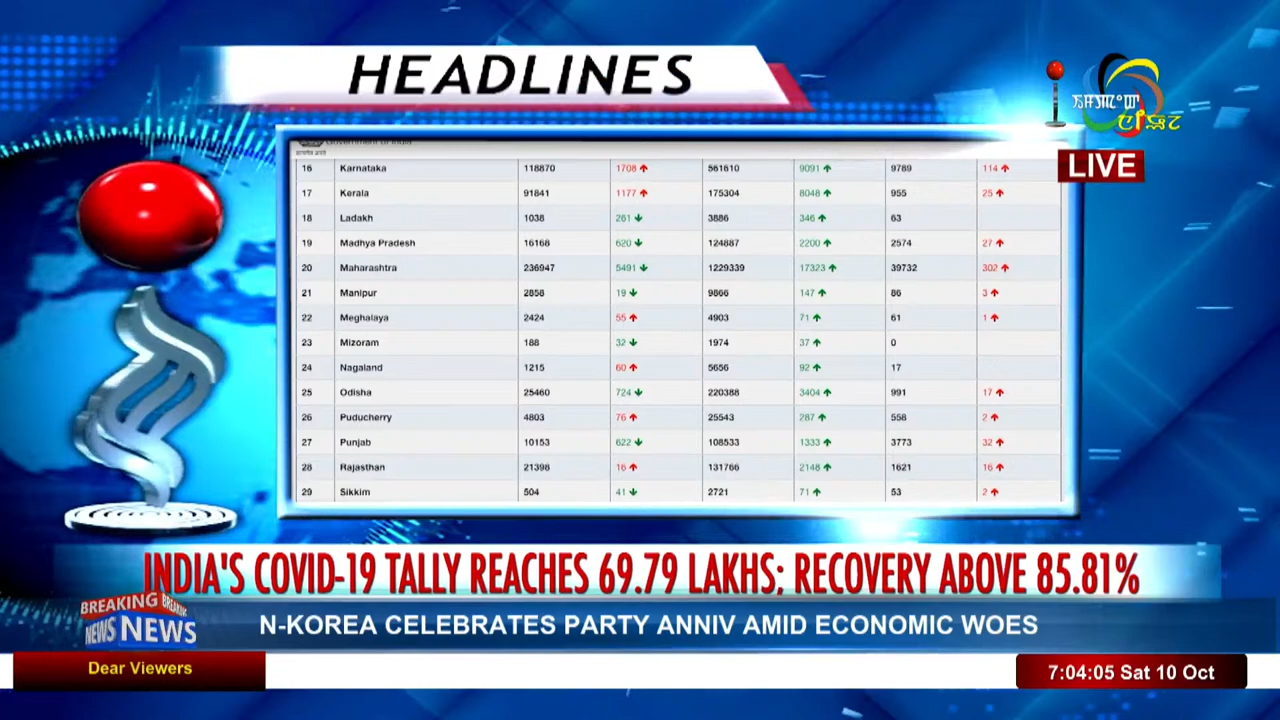 HEADLINES
LIVE
Government of India
16 Karnataka 118870 1708 ↑ 561610 9091 ↑ 9789 114 ↑
17 Kerala 91841 1177 ↑ 175304 8048 ↑ 955 25 ↑
18 Ladakh 1038 261 ↓ 3886 346 ↑ 63
19 Madhya Pradesh 16168 620 ↓ 124887 2200 ↑ 2574 27 ↑
20 Maharashtra 236947 5491 ↓ 1229339 17323 ↑ 39732 302 ↑
21 Manipur 2858 19 ↓ 9866 147 ↑ 86 3 ↑
22 Meghalaya 2424 55 ↑ 4903 71 ↑ 61 1 ↑
23 Mizoram 188 32 ↓ 1974 37 ↑ 0
24 Nagaland 1215 60 ↑ 5656 92 ↑ 17
25 Odisha 25460 724 ↓ 220388 3404 ↑ 991 17 ↑
26 Puducherry 4803 76 ↑ 25543 287 ↑ 558 2 ↑
27 Punjab 10153 622 ↓ 108533 1333 ↑ 3773 32 ↑
28 Rajasthan 21398 16 ↑ 131766 2148 ↑ 1621 16 ↑
29 Sikkim 504 41 ↓ 2721 71 ↑ 53 2 ↑
INDIA'S COVID-19 TALLY REACHES 69.79 LAKHS; RECOVERY ABOVE 85.81%
BREAKING BREAKING
NEWS NEWS
N-KOREA CELEBRATES PARTY ANNIV AMID ECONOMIC WOES
Dear Viewers
7:04:05 Sat 10 Oct